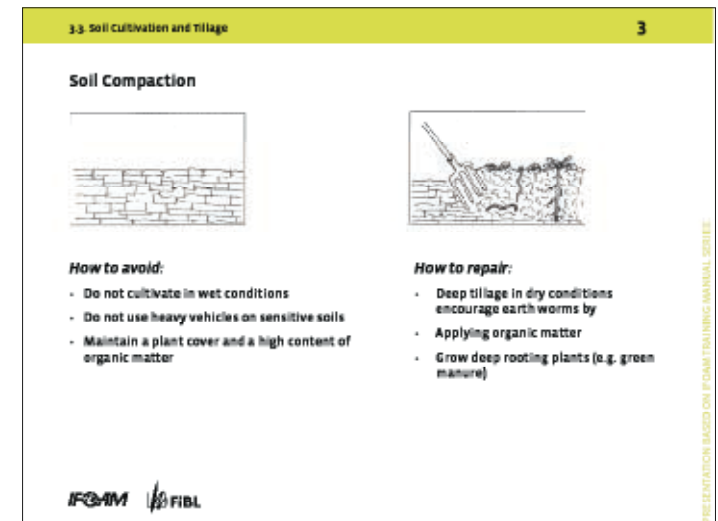 3.3. Soil Cultivation and Tillage
3
Soil Compaction
How to avoid:
- Do not cultivate in wet conditions
- Do not use heavy vehicles on sensitive soils
- Maintain a plant cover and a high content of
organic matter
How to repair:
- Deep tillage in dry conditions
encourage earth worms by
- Applying organic matter
- Grow deep rooting plants (e.g. green
manure)
IFOAM FiBL
PRESENTATION BASED ON IFOAM TRAINING MANUAL SERIES